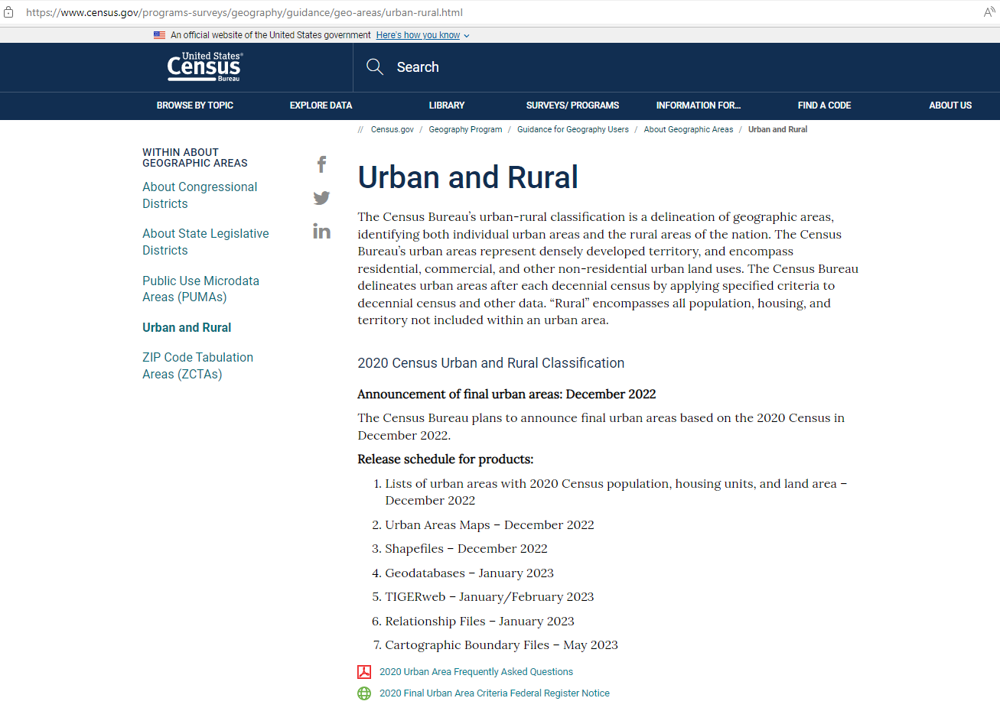 https://www.census.gov/programs-surveys/geography/guidance/geo-areas/urban-rural.html
An official website of the United States government Here's how you know
United States®
Census
Bureau
Search
BROWSE BY TOPIC EXPLORE DATA LIBRARY SURVEYS/ PROGRAMS INFORMATION FOR... FIND A CODE ABOUT US
// Census.gov / Geography Program / Guidance for Geography Users / About Geographic Areas / Urban and Rural
WITHIN ABOUT
GEOGRAPHIC AREAS
About Congressional
Districts
About State Legislative
Districts
Public Use Microdata
Areas (PUMAs)
Urban and Rural
ZIP Code Tabulation
Areas (ZCTAs)
Urban and Rural
The Census Bureau’s urban-rural classification is a delineation of geographic areas,
identifying both individual urban areas and the rural areas of the nation. The Census
Bureau’s urban areas represent densely developed territory, and encompass
residential, commercial, and other non-residential urban land uses. The Census Bureau
delineates urban areas after each decennial census by applying specified criteria to
decennial census and other data. “Rural” encompasses all population, housing, and
territory not included within an urban area.
2020 Census Urban and Rural Classification
Announcement of final urban areas: December 2022
The Census Bureau plans to announce final urban areas based on the 2020 Census in
December 2022.
Release schedule for products:
1. Lists of urban areas with 2020 Census population, housing units, and land area –
December 2022
2. Urban Areas Maps – December 2022
3. Shapefiles – December 2022
4. Geodatabases – January 2023
5. TIGERweb – January/February 2023
6. Relationship Files – January 2023
7. Cartographic Boundary Files – May 2023
2020 Urban Area Frequently Asked Questions
2020 Final Urban Area Criteria Federal Register Notice